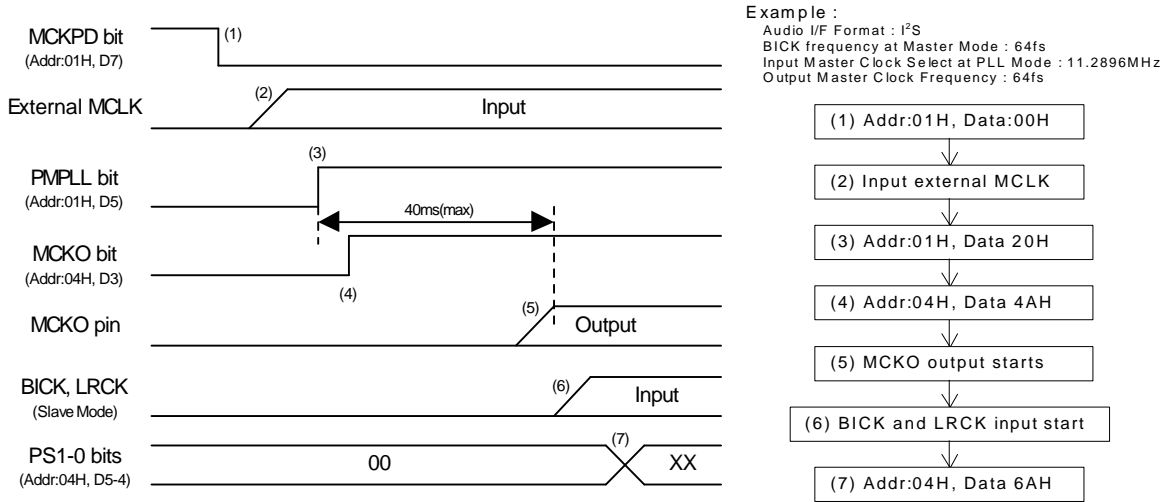 MCKPD bit
(Addr:01H, D7)
(1)
External MCLK
(2)
Input
PMPLL bit
(Addr:01H, D5)
(3)
40ms(max)
MCKO bit
(Addr:04H, D3)
(4)
MCKO pin
(5)
Output
BICK, LRCK
(Slave Mode)
(6)
Input
PS1-0 bits
(Addr:04H, D5-4)
00
(7)
XX
Example :
Audio I/F Format : I²S
BICK frequency at Master Mode : 64fs
Input Master Clock Select at PLL Mode : 11.2896MHz
Output Master Clock Frequency : 64fs
(1) Addr:01H, Data:00H
(2) Input external MCLK
(3) Addr:01H, Data 20H
(4) Addr:04H, Data 4AH
(5) MCKO output starts
(6) BICK and LRCK input start
(7) Addr:04H, Data 6AH